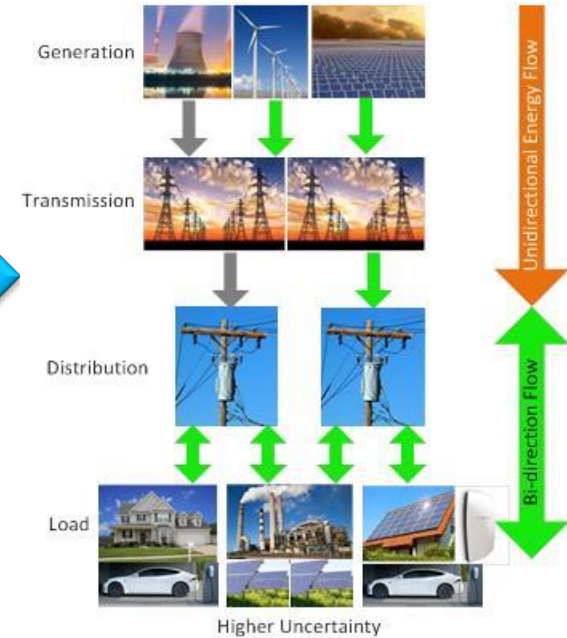 Generation
Transmission
Distribution
Load
Higher Uncertainty
Unidirectional Energy Flow
Bi-direction Flow